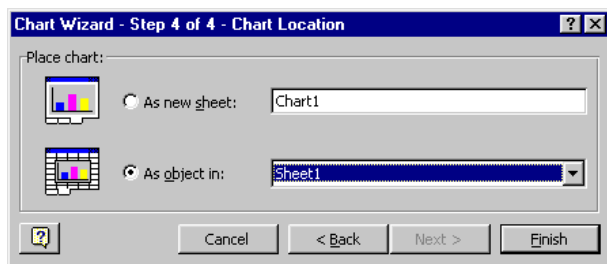 Chart Wizard - Step 4 of 4 - Chart Location
Place chart:
As new sheet: Chart1
As object in: Sheet1
Cancel < Back Next > Finish